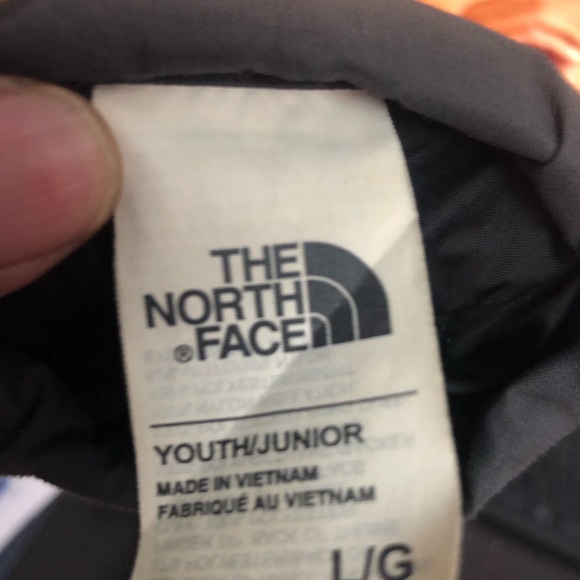 THE
NORTH
®FACE
YOUTH/JUNIOR
MADE IN VIETNAM
FABRIQUÉ AU VIETNAM
L/G